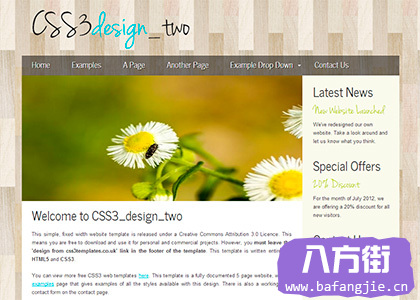 CSS3design_two
Home Examples A Page Another Page Example Drop Down Contact Us
Latest News
New Website Launched
We've redesigned our own
website. Take a look around and
let us know what you think.
Special Offers
20% Discount
For the month of July 2012, we
are offering a 20% discount for all
new visitors.
Welcome to CSS3_design_two
This simple, fixed width website template is released under a Creative Commons Attribution 3.0 Licence. This
means you are free to download and use it for personal and commercial projects. However, you must leave the
'design from css3templates.co.uk' link in the footer of the template. This template is written entirely
HTML5 and CSS3.
You can view more free CSS3 web templates here. This template is a fully documented 5 page website, w
examples page that gives examples of all the styles available with this design. There is also a working
contact form on the contact page.
八方街
www.bafangjie.cn